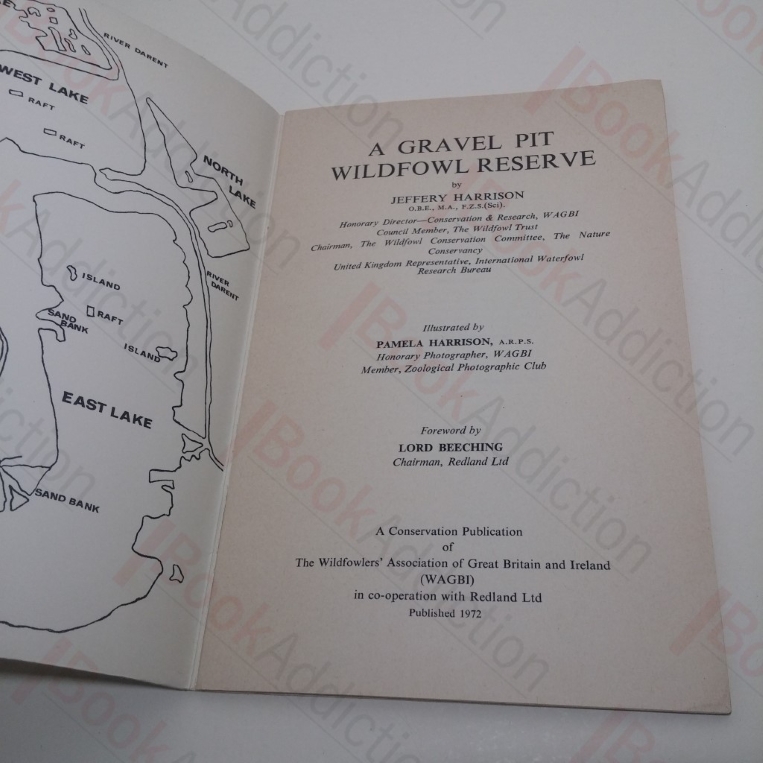 RIVER DARENT
WEST LAKE
RAFT
RAFT
NORTH
LAKE
RIVER
DARENT
ISLAND
SAND
BANK
RAFT
ISLAND
EAST LAKE
SAND BANK
A GRAVEL PIT
WILDFOWL RESERVE
by
JEFFERY HARRISON
O.B.E., M.A., F.Z.S.(Sci).
Honorary Director—Conservation & Research, WAGBI
Council Member, The Wildfowl Trust
Chairman, The Wildfowl Conservation Committee, The Nature
Conservancy
United Kingdom Representative, International Waterfowl
Research Bureau
Illustrated by
PAMELA HARRISON, A.R.P.S.
Honorary Photographer, WAGBI
Member, Zoological Photographic Club
Foreword by
LORD BEECHING
Chairman, Redland Ltd
A Conservation Publication
of
The Wildfowlers' Association of Great Britain and Ireland
(WAGBI)
in co-operation with Redland Ltd
Published 1972
BookAddiction